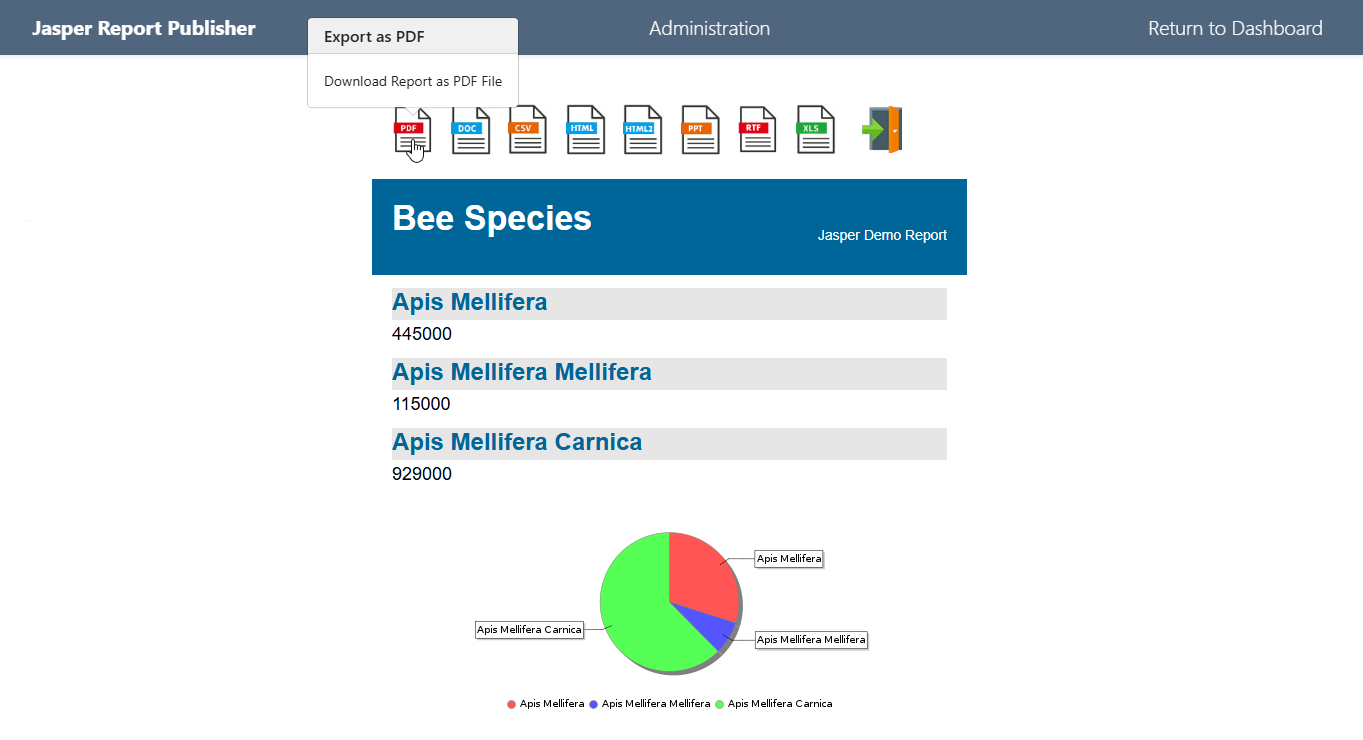 Jasper Report Publisher
Administration
Return to Dashboard
Export as PDF
Download Report as PDF File
PDF
DOC
CSV
HTML
HTML2
PPT
RTF
XLS
Bee Species
Jasper Demo Report
Apis Mellifera
445000
Apis Mellifera Mellifera
115000
Apis Mellifera Carnica
929000
Apis Mellifera
Apis Mellifera Carnica
Apis Mellifera Mellifera
Apis Mellifera Apis Mellifera Mellifera Apis Mellifera Carnica